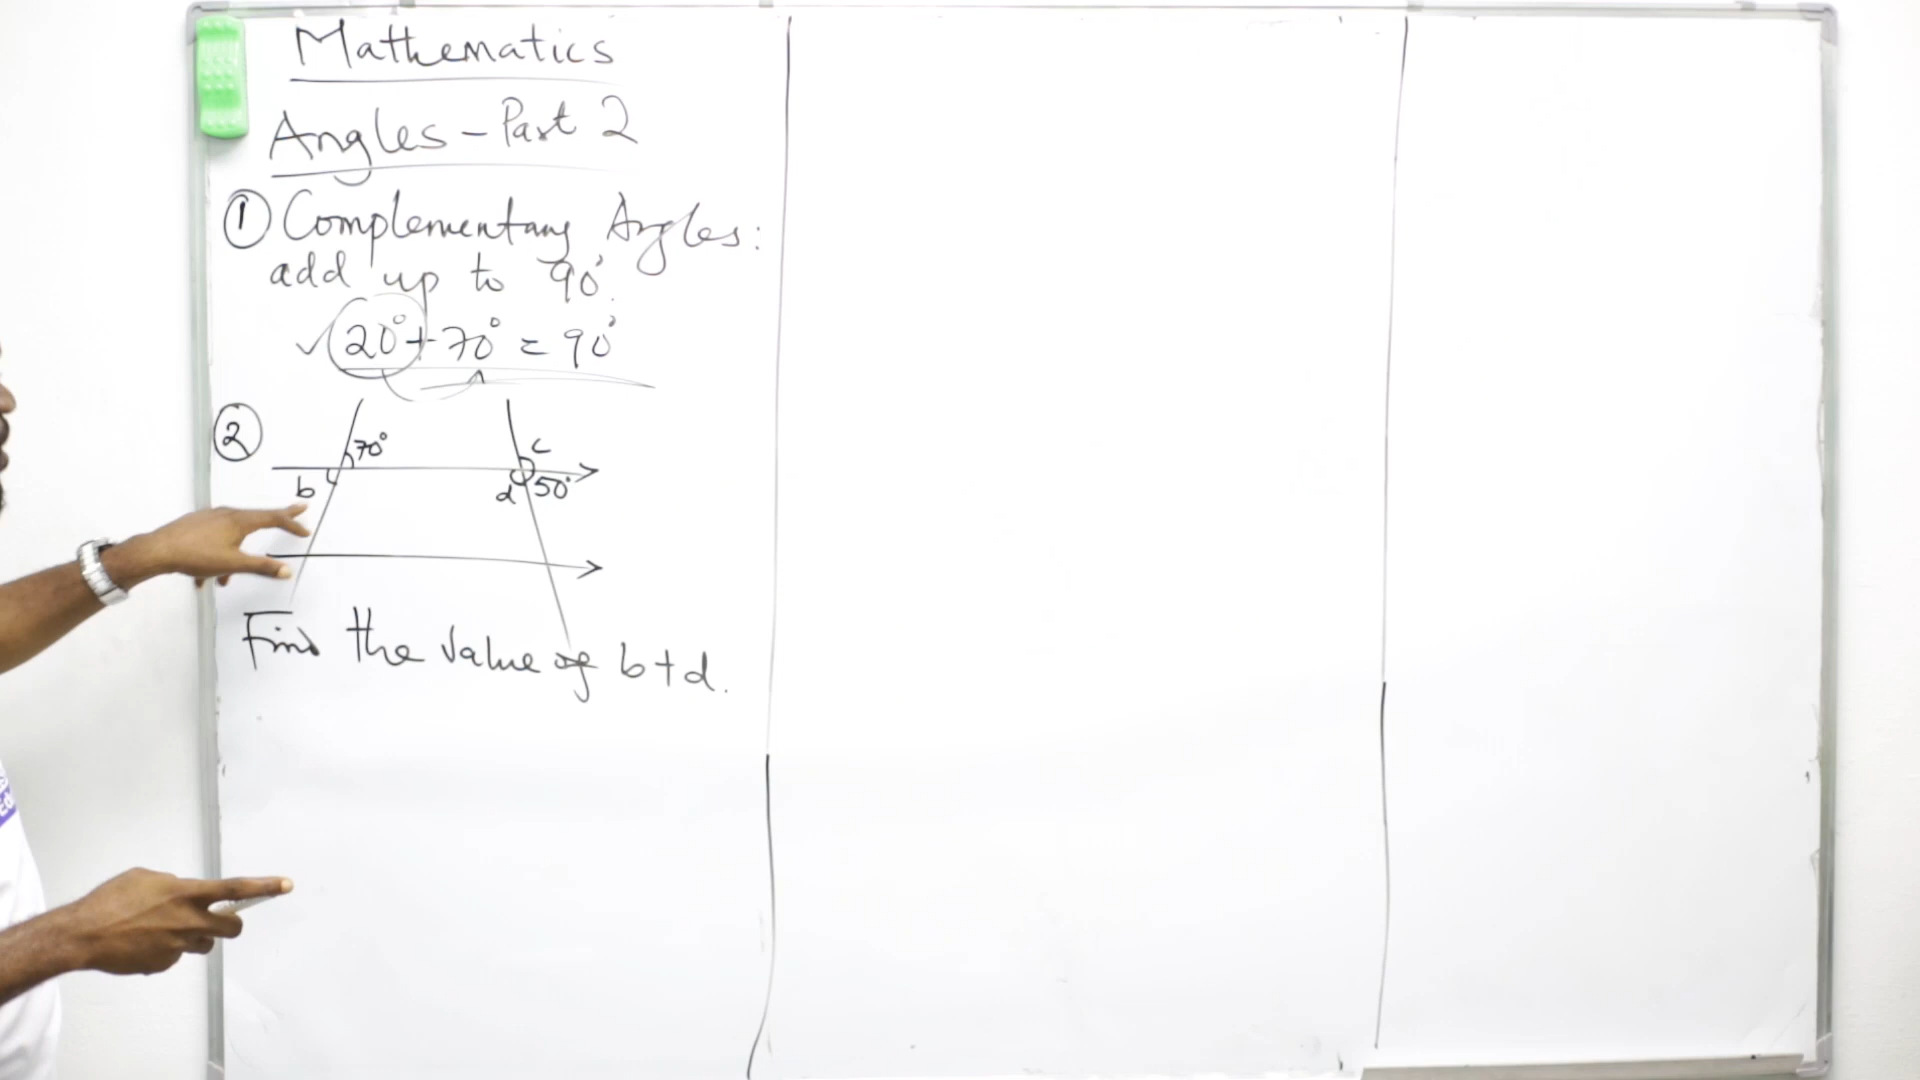 Mathematics
Angles - Part 2
① Complementary Angles:
add up to 90°.
✓ 20° + 70° = 90°
②
70°
c
b
d 50°
Find the value of b+d.